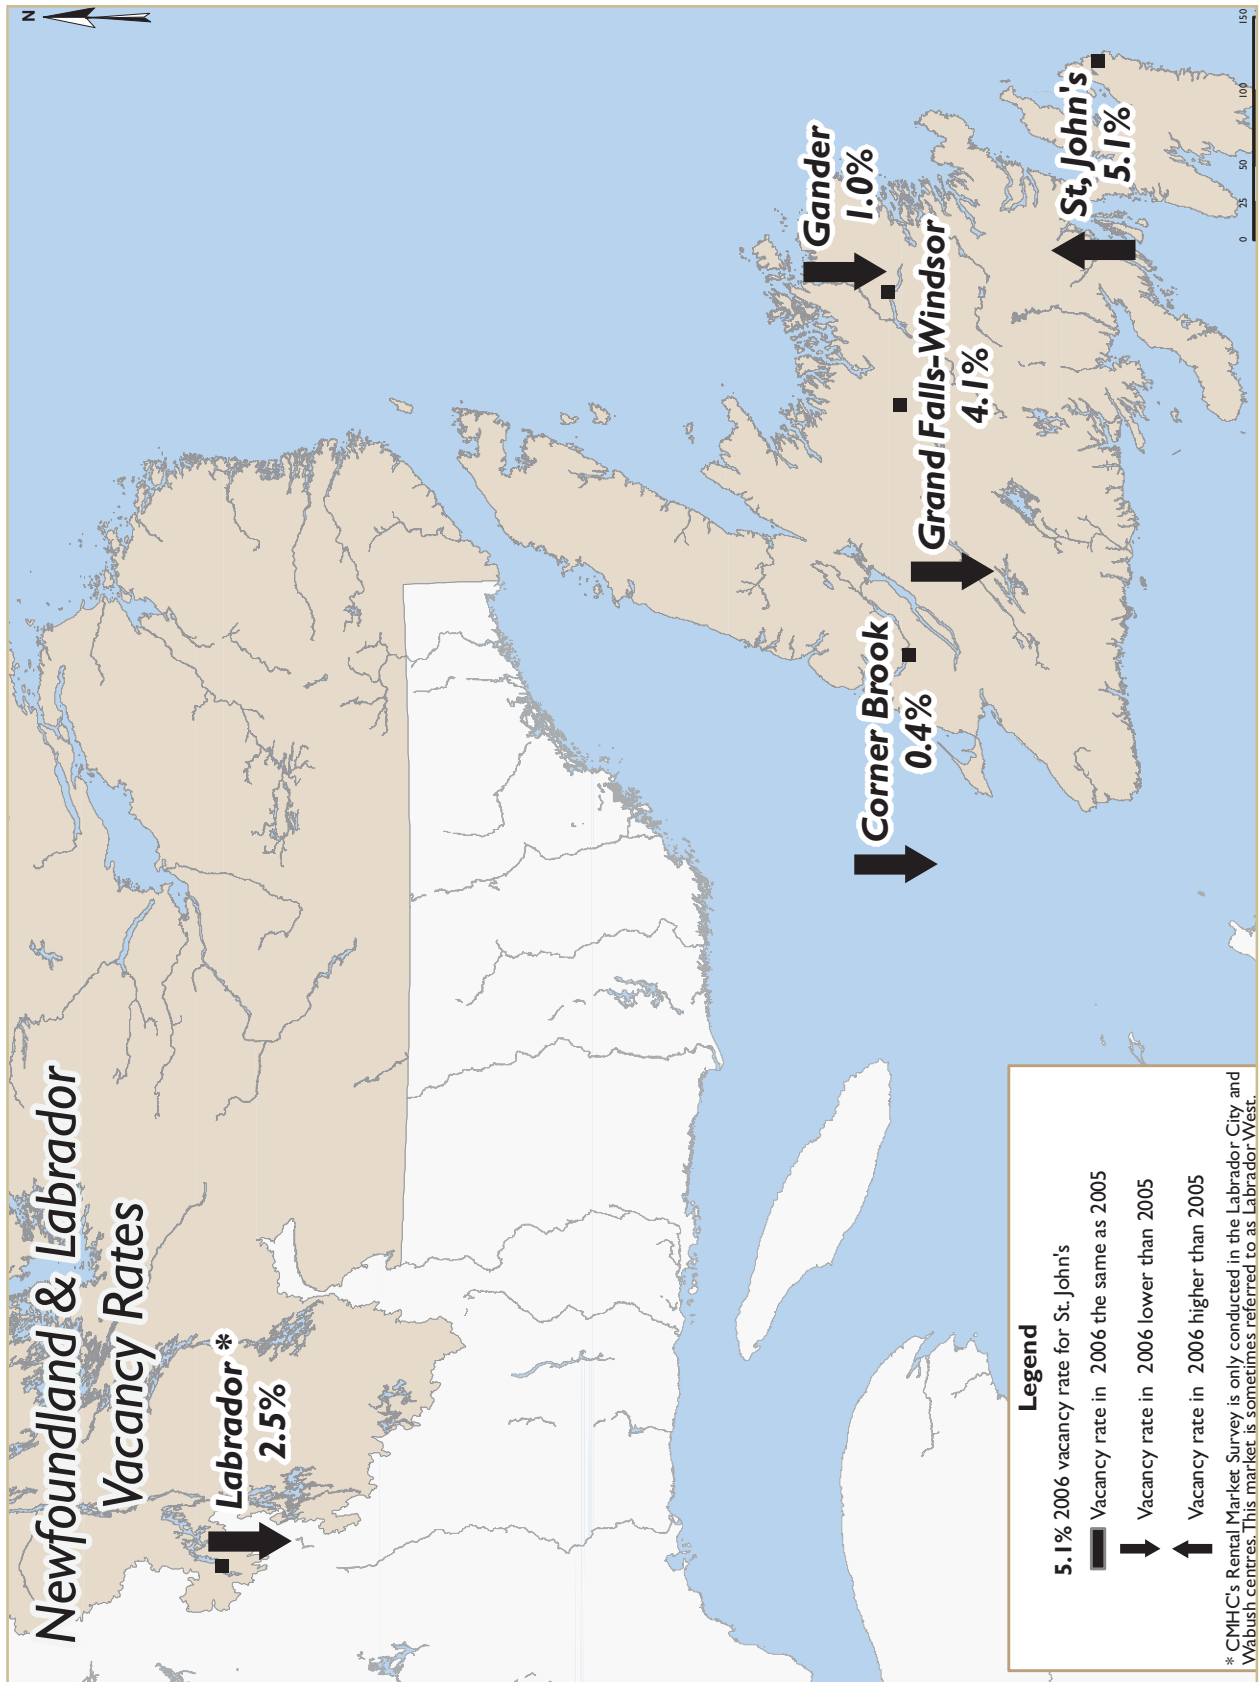 Newfoundland & Labrador
Vacancy Rates
N
Labrador *
2.5%
Corner Brook
0.4%
Grand Falls-Windsor
4.1%
Gander
1.0%
St, John's
5.1%
Legend
5.1% 2006 vacancy rate for St. John's
Vacancy rate in 2006 the same as 2005
Vacancy rate in 2006 lower than 2005
Vacancy rate in 2006 higher than 2005
* CMHC's Rental Market Survey is only conducted in the Labrador City and
Wabush centres. This market is sometimes referred to as Labrador West.
0 25 50 100 150